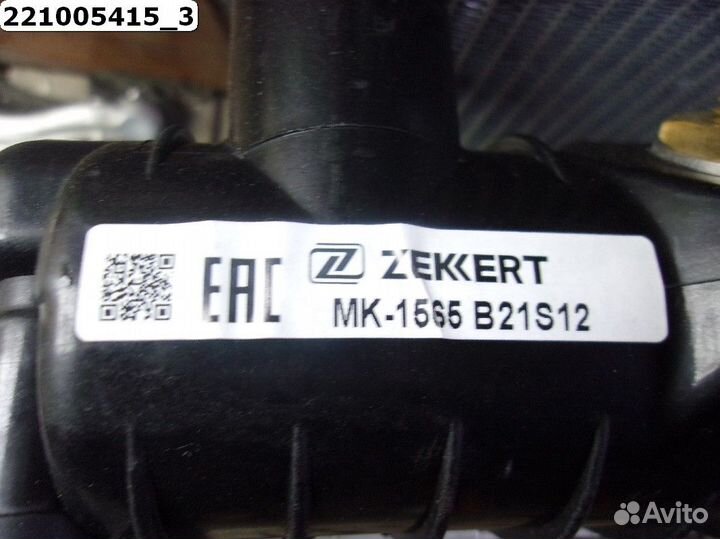 221005415_3
EAC ZEKKERT
MK-1565 B21S12
Avito